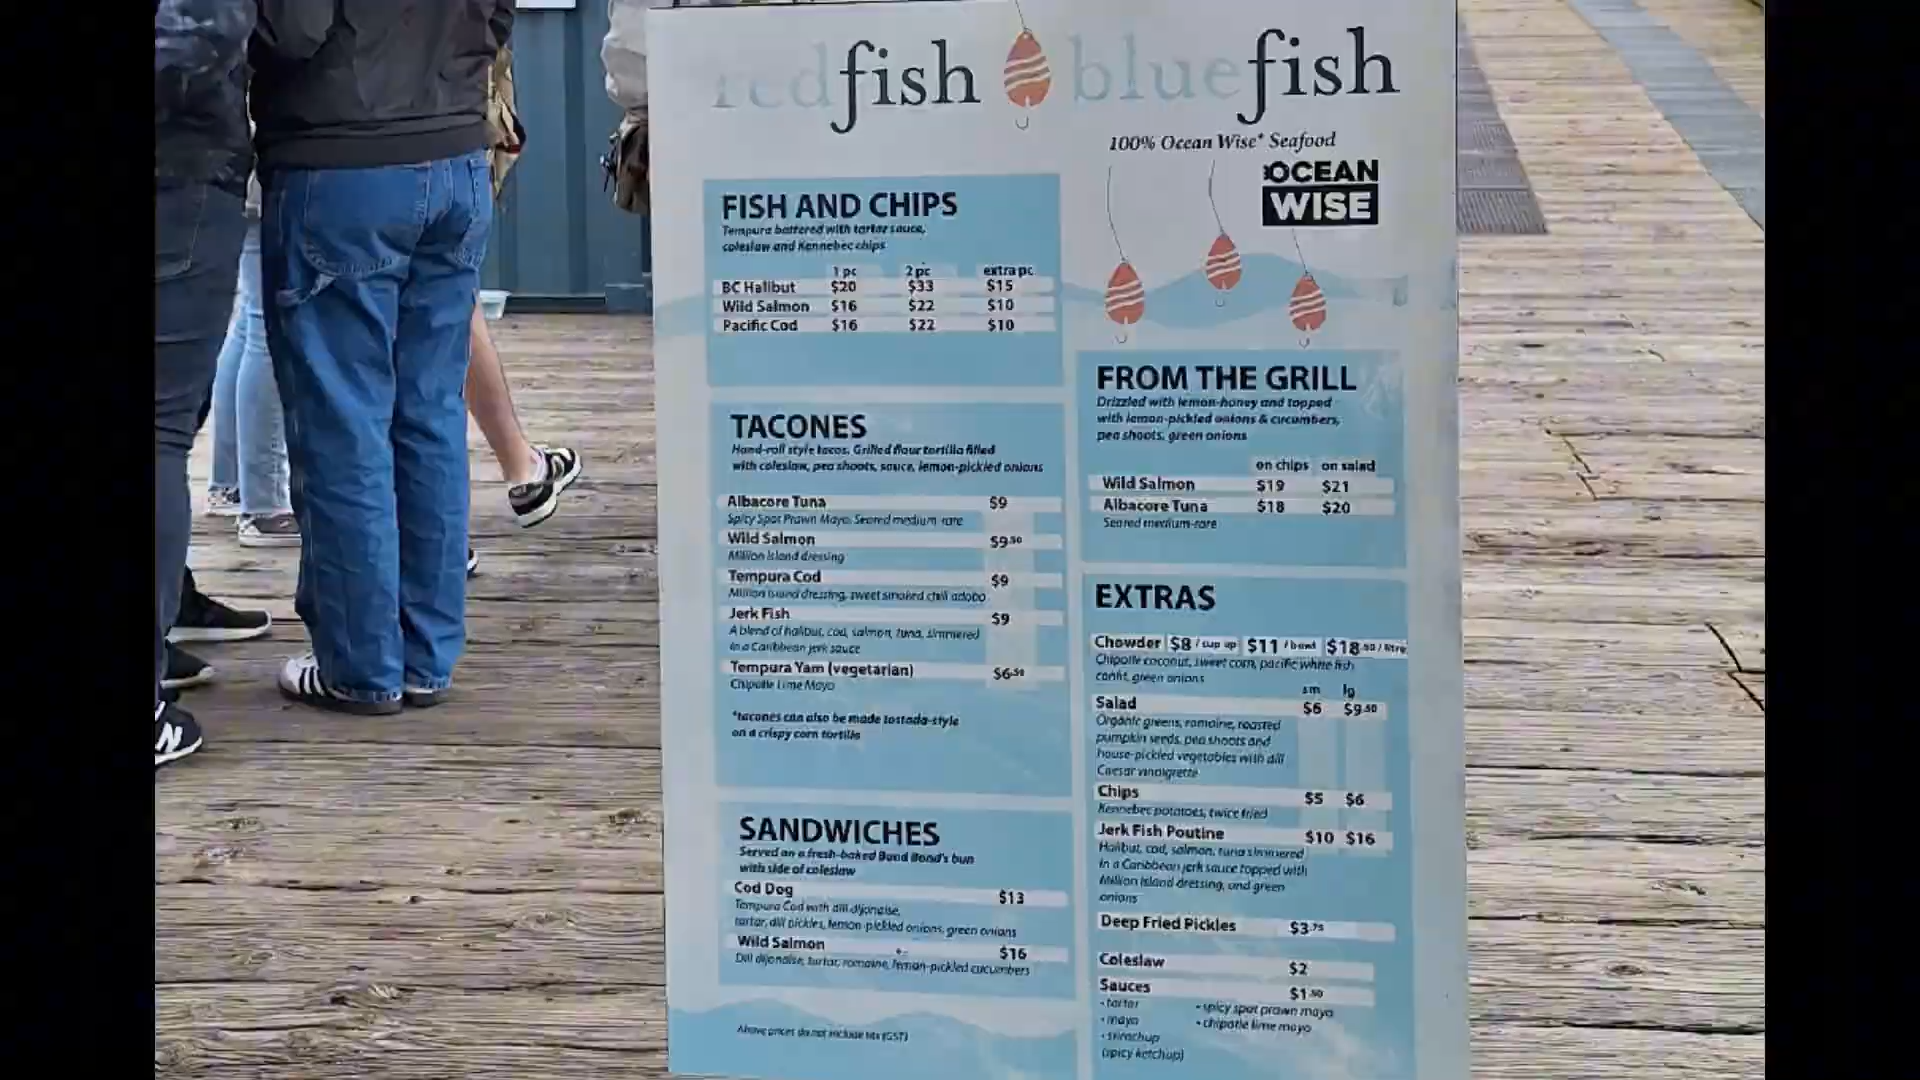 redfish bluefish
100% Ocean Wise* Seafood
OCEAN
WISE
FISH AND CHIPS
Tempura battered with tartar sauce,
coleslaw and Kennebec chips
1 pc 2 pc extra pc
BC Halibut $20 $33 $15
Wild Salmon $16 $22 $10
Pacific Cod $16 $22 $10
TACONES
Hand-roll style tacos. Grilled flour tortilla filled
with coleslaw, pea shoots, sauce, lemon-pickled onions
Albacore Tuna $9
Spicy Spot Prawn Mayo. Seared medium-rare
Wild Salmon $9.50
Million Island dressing
Tempura Cod $9
Million Island dressing, sweet smoked chili adobo
Jerk Fish $9
A blend of halibut, cod, salmon, tuna, simmered
in a Caribbean jerk sauce
Tempura Yam (vegetarian) $6.50
Chipotle Lime Mayo
*tacones can also be made tostada-style
on a crispy corn tortilla
SANDWICHES
Served on a fresh-baked Bond Bond's bun
with side of coleslaw
Cod Dog $13
Tempura Cod with dill dijonaise,
tartar, dill pickles, lemon-pickled onions, green onions
Wild Salmon $16
Dill dijonaise, tartar, romaine, lemon-pickled cucumbers
Above prices do not include tax (GST)
FROM THE GRILL
Drizzled with lemon-honey and topped
with lemon-pickled onions & cucumbers,
pea shoots, green onions
on chips on salad
Wild Salmon $19 $21
Albacore Tuna $18 $20
Seared medium-rare
EXTRAS
Chowder $8 / cup $11 / bowl $18.50 / litre
Chipotle coconut, sweet corn, pacific white fish
confit, green onions
sm lg
Salad $6 $9.50
Organic greens, romaine, roasted
pumpkin seeds, pea shoots and
house-pickled vegetables with dill
Caesar vinaigrette
Chips $5 $6
Kennebec potatoes, twice fried
Jerk Fish Poutine $10 $16
Halibut, cod, salmon, tuna simmered
in a Caribbean jerk sauce topped with
Million Island dressing, and green
onions
Deep Fried Pickles $3.75
Coleslaw $2
Sauces $1.50
• tartar • spicy spot prawn mayo
• mayo • chipotle lime mayo
(spicy ketchup)
N